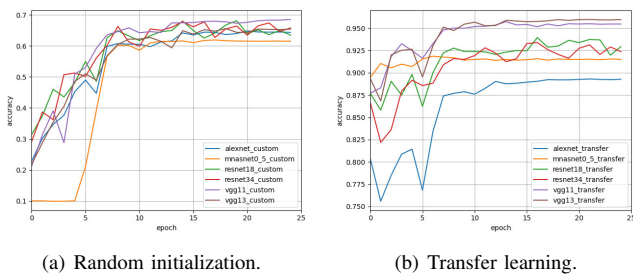 0.7
0.6
0.5
0.4
0.3
0.2
0.1
accuracy
0 5 10 15 20 25
epoch
alexnet_custom
mnasnet0_5_custom
resnet18_custom
resnet34_custom
vgg11_custom
vgg13_custom
(a) Random initialization.
0.950
0.925
0.900
0.875
0.850
0.825
0.800
0.775
0.750
accuracy
0 5 10 15 20 25
epoch
alexnet_transfer
mnasnet0_5_transfer
resnet18_transfer
resnet34_transfer
vgg11_transfer
vgg13_transfer
(b) Transfer learning.